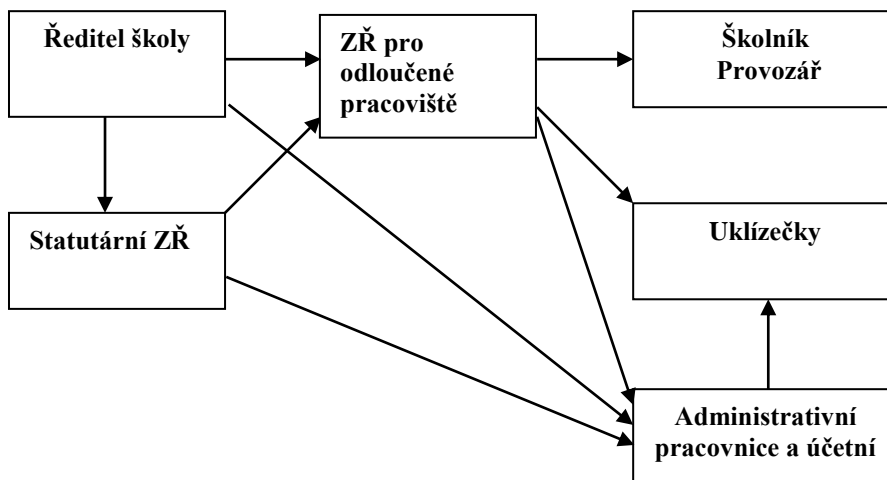 Ředitel školy
ZŘ pro
odloučené
pracoviště
Školník
Provozář
Statutární ZŘ
Uklízečky
Administrativní
pracovnice a účetní